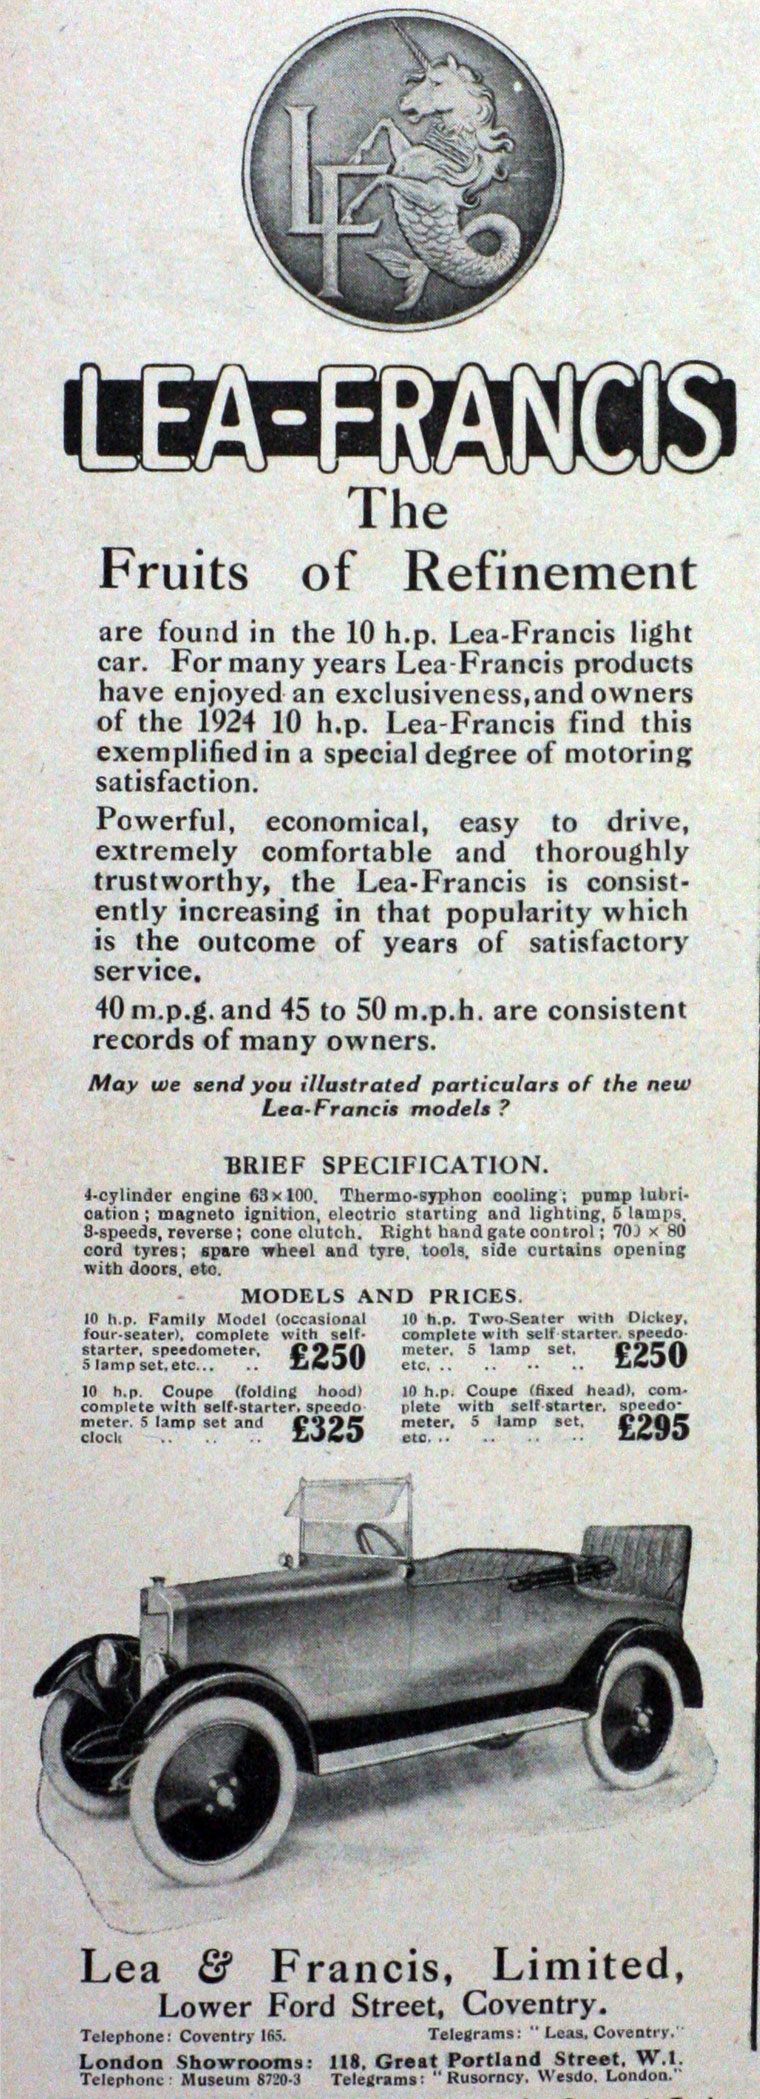 LF
LEA-FRANCIS
The
Fruits of Refinement
are found in the 10 h.p. Lea-Francis light
car. For many years Lea-Francis products
have enjoyed an exclusiveness, and owners
of the 1924 10 h.p. Lea-Francis find this
exemplified in a special degree of motoring
satisfaction.
Powerful, economical, easy to drive,
extremely comfortable and thoroughly
trustworthy, the Lea-Francis is consist-
ently increasing in that popularity which
is the outcome of years of satisfactory
service.
40 m.p.g. and 45 to 50 m.p.h. are consistent
records of many owners.
May we send you illustrated particulars of the new
Lea-Francis models ?
BRIEF SPECIFICATION.
4-cylinder engine 63×100. Thermo-syphon cooling; pump lubri-
cation; magneto ignition, electric starting and lighting, 5 lamps,
3-speeds, reverse; cone clutch. Right hand gate control; 700 × 80
cord tyres; spare wheel and tyre, tools, side curtains opening
with doors, etc.
MODELS AND PRICES.
10 h.p. Family Model (occasional
four-seater), complete with self-
starter, speedometer,
5 lamp set, etc... .. £250
10 h.p. Two-Seater with Dickey,
complete with self starter, speedo-
meter, 5 lamp set,
etc. .. .. .. .. £250
10 h.p. Coupe (folding hood)
complete with self-starter, speedo
meter, 5 lamp set and
clock .. .. .. £325
10 h.p. Coupe (fixed head), com-
plete with self-starter, speedo-
meter, 5 lamp set,
etc. .. .. .. .. £295
Lea & Francis, Limited,
Lower Ford Street, Coventry.
Telephone: Coventry 165. Telegrams: "Leas, Coventry."
London Showrooms: 118, Great Portland Street, W.1.
Telephone: Museum 8720-3 Telegrams: "Rusorncy, Wesdo, London."